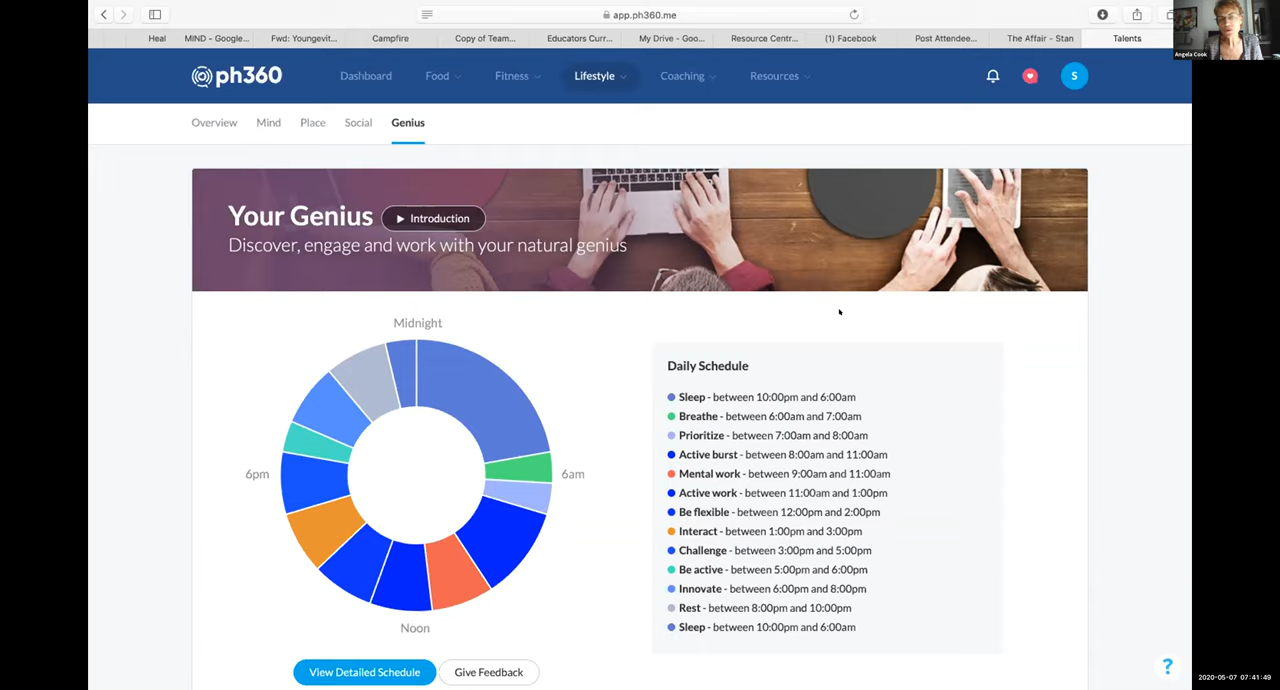 app.ph360.me
Heal
MIND - Google...
Fwd: Youngevit...
Campfire
Copy of Team...
Educators Curr...
My Drive - Goo...
Resource Centr...
(1) Facebook
Post Attendee...
The Affair - Stan
Talents
Angela Cook
ph360
Dashboard
Food
Fitness
Lifestyle
Coaching
Resources
S
Overview
Mind
Place
Social
Genius
Your Genius
Introduction
Discover, engage and work with your natural genius
Midnight
6pm
6am
Noon
Daily Schedule
Sleep - between 10:00pm and 6:00am
Breathe - between 6:00am and 7:00am
Prioritize - between 7:00am and 8:00am
Active burst - between 8:00am and 11:00am
Mental work - between 9:00am and 11:00am
Active work - between 11:00am and 1:00pm
Be flexible - between 12:00pm and 2:00pm
Interact - between 1:00pm and 3:00pm
Challenge - between 3:00pm and 5:00pm
Be active - between 5:00pm and 6:00pm
Innovate - between 6:00pm and 8:00pm
Rest - between 8:00pm and 10:00pm
Sleep - between 10:00pm and 6:00am
View Detailed Schedule
Give Feedback
?
2020-05-07 07:41:49